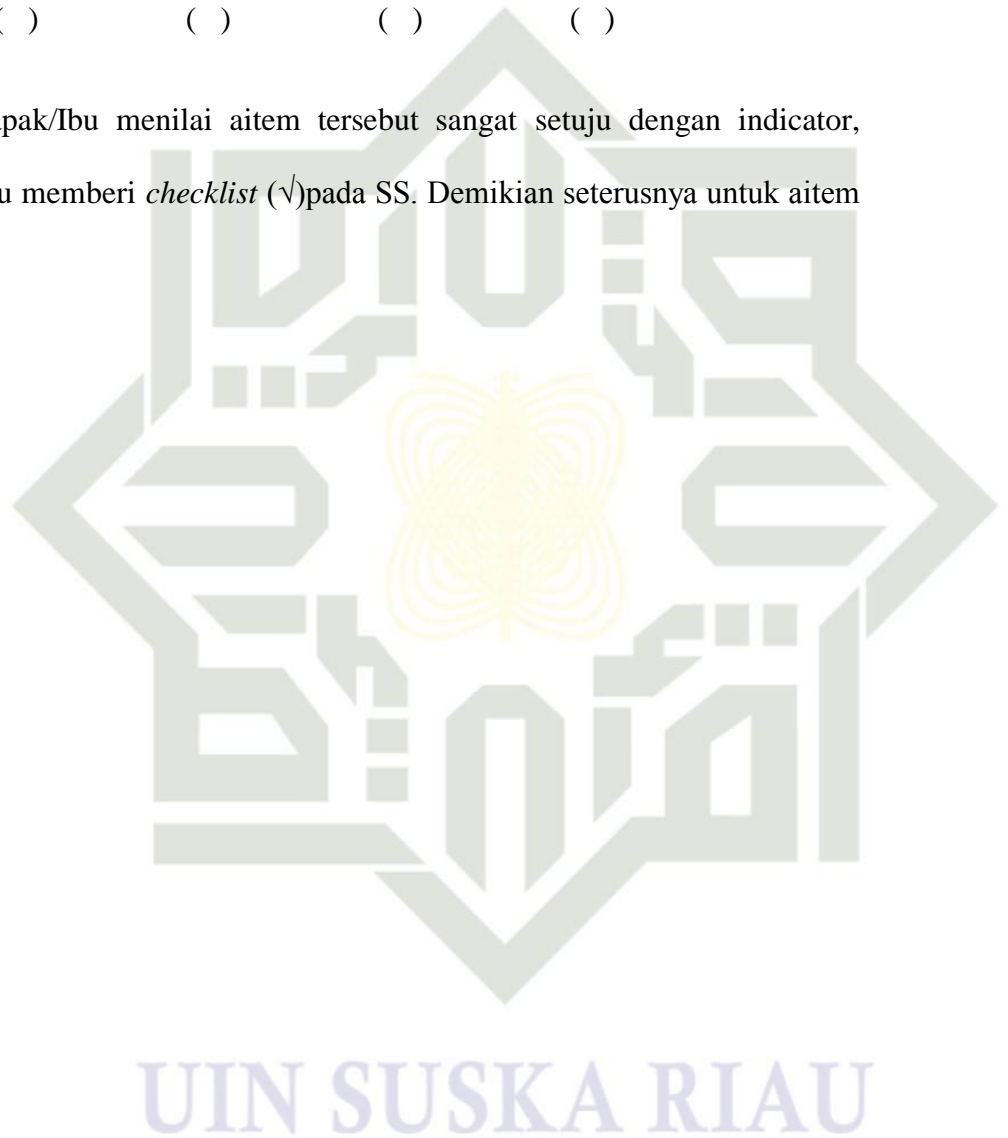 ( ) ( ) ( ) ( )
apak/Ibu menilai aitem tersebut sangat setuju dengan indicator,
u memberi checklist (√)pada SS. Demikian seterusnya untuk aitem
UIN SUSKA RIAU